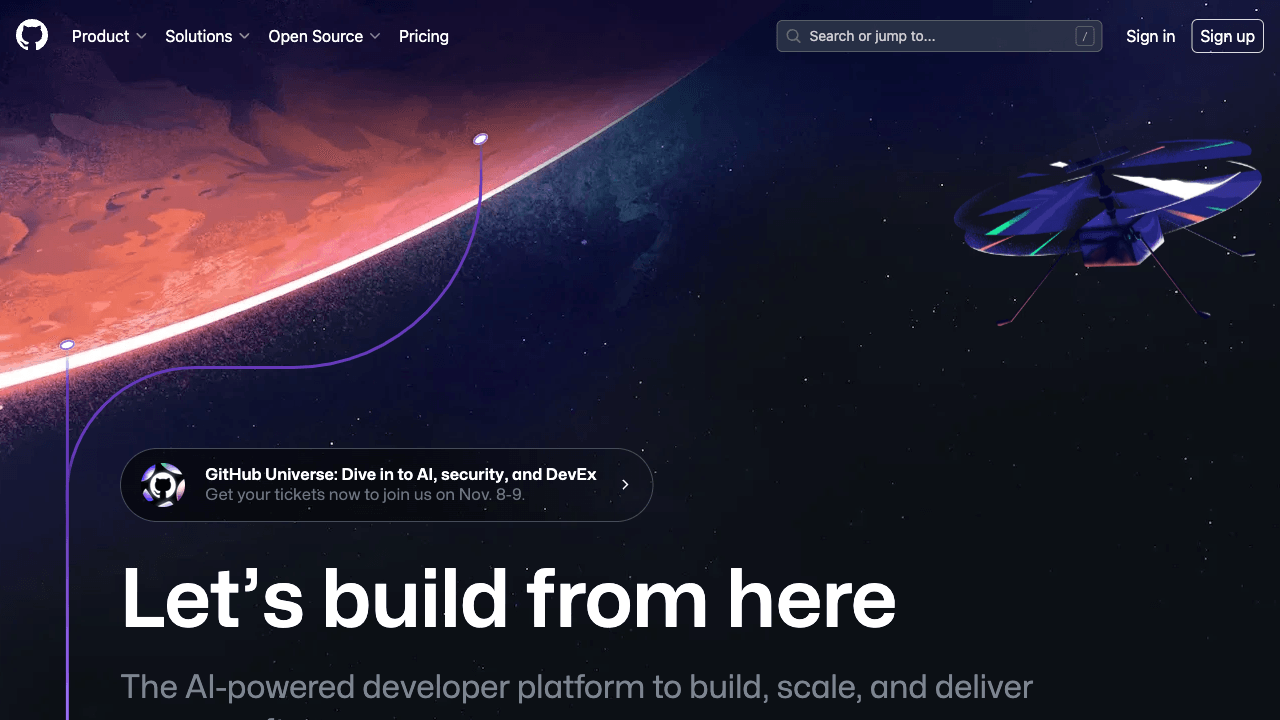 Product
Solutions
Open Source
Pricing
Search or jump to...
/
Sign in
Sign up
GitHub Universe: Dive in to AI, security, and DevEx
Get your tickets now to join us on Nov. 8-9.
Let’s build from here
The AI-powered developer platform to build, scale, and deliver